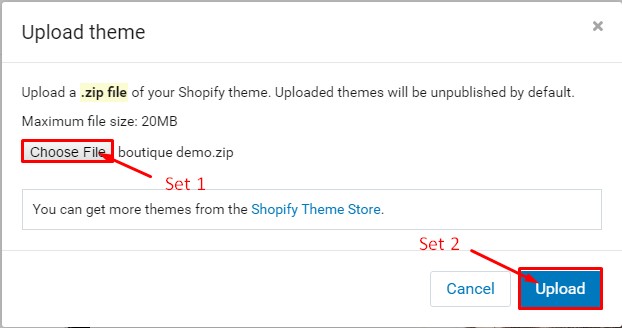 Upload theme
×
Upload a .zip file of your Shopify theme. Uploaded themes will be unpublished by default.
Maximum file size: 20MB
Choose File boutique demo.zip
Set 1
You can get more themes from the Shopify Theme Store.
Set 2
Cancel Upload